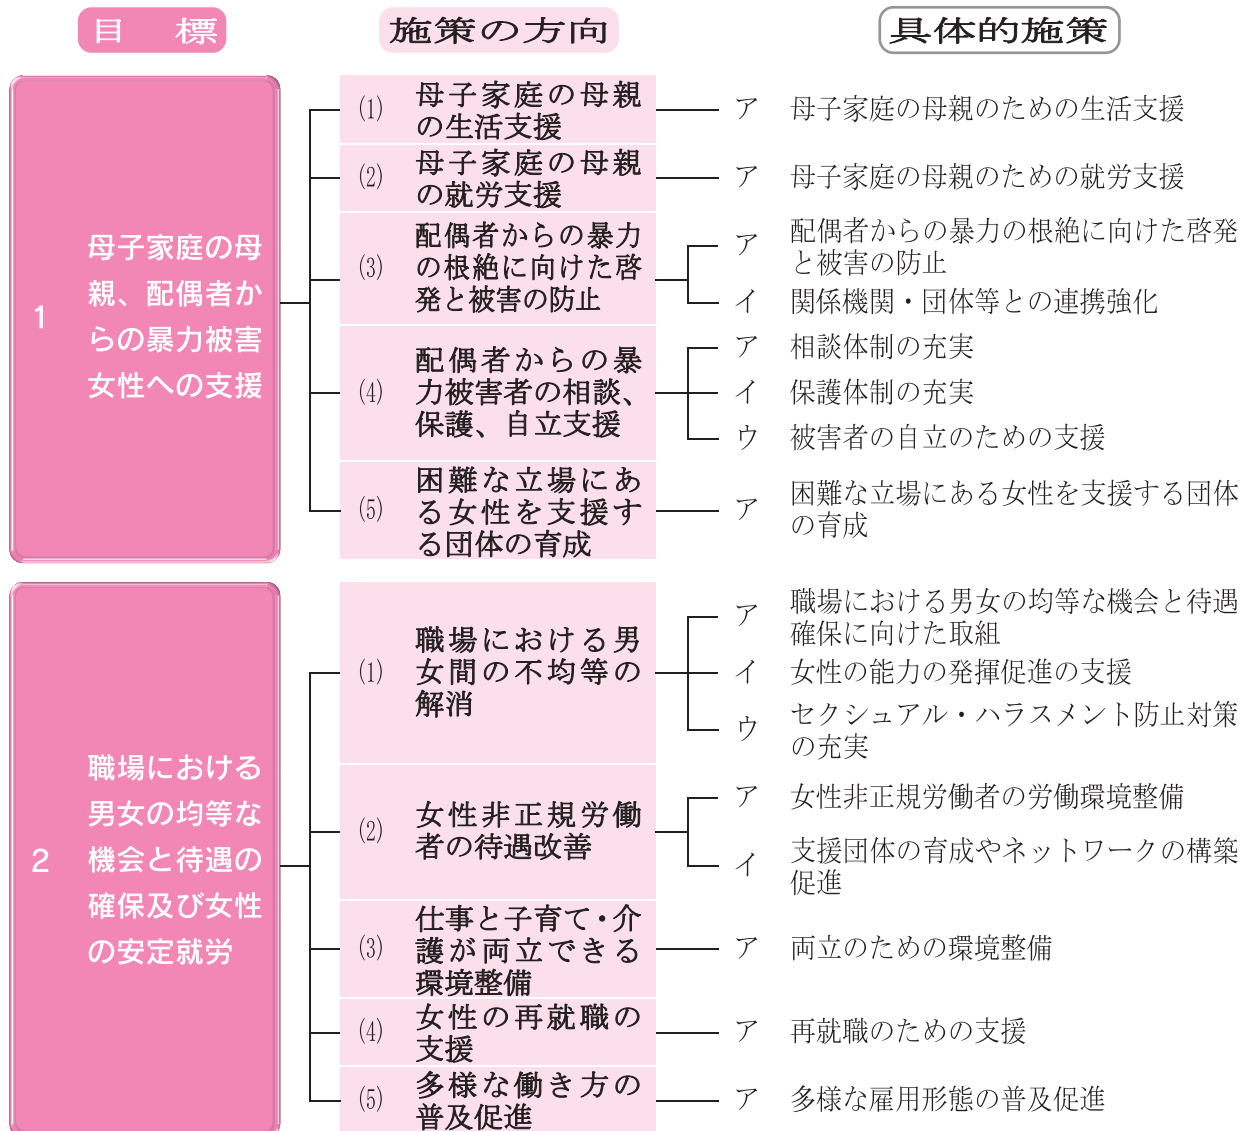 目　標
施策の方向
具体的施策
1
母子家庭の母
親、配偶者か
らの暴力被害
女性への支援
(1)
母子家庭の母親
の生活支援
ア　母子家庭の母親のための生活支援
(2)
母子家庭の母親
の就労支援
ア　母子家庭の母親のための就労支援
(3)
配偶者からの暴力
の根絶に向けた啓
発と被害の防止
ア　配偶者からの暴力の根絶に向けた啓発
と被害の防止
イ　関係機関・団体等との連携強化
(4)
配偶者からの暴
力被害者の相談、
保護、自立支援
ア　相談体制の充実
イ　保護体制の充実
ウ　被害者の自立のための支援
(5)
困難な立場にあ
る女性を支援す
る団体の育成
ア　困難な立場にある女性を支援する団体
の育成
2
職場における
男女の均等な
機会と待遇の
確保及び女性
の安定就労
(1)
職場における男
女間の不均等の
解消
ア　職場における男女の均等な機会と待遇
確保に向けた取組
イ　女性の能力の発揮促進の支援
ウ　セクシュアル・ハラスメント防止対策
の充実
(2)
女性非正規労働
者の待遇改善
ア　女性非正規労働者の労働環境整備
イ　支援団体の育成やネットワークの構築
促進
(3)
仕事と子育て・介
護が両立できる
環境整備
ア　両立のための環境整備
(4)
女性の再就職の
支援
ア　再就職のための支援
(5)
多様な働き方の
普及促進
ア　多様な雇用形態の普及促進